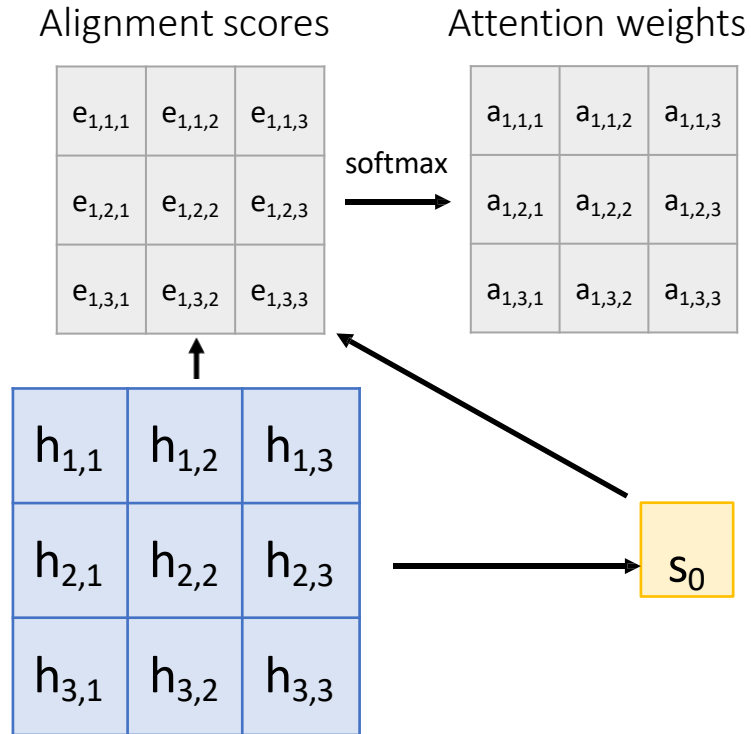 Alignment scores Attention weights
e1,1,1 e1,1,2 e1,1,3 a1,1,1 a1,1,2 a1,1,3
softmax
e1,2,1 e1,2,2 e1,2,3 a1,2,1 a1,2,2 a1,2,3
e1,3,1 e1,3,2 e1,3,3 a1,3,1 a1,3,2 a1,3,3
h1,1 h1,2 h1,3
h2,1 h2,2 h2,3 s0
h3,1 h3,2 h3,3